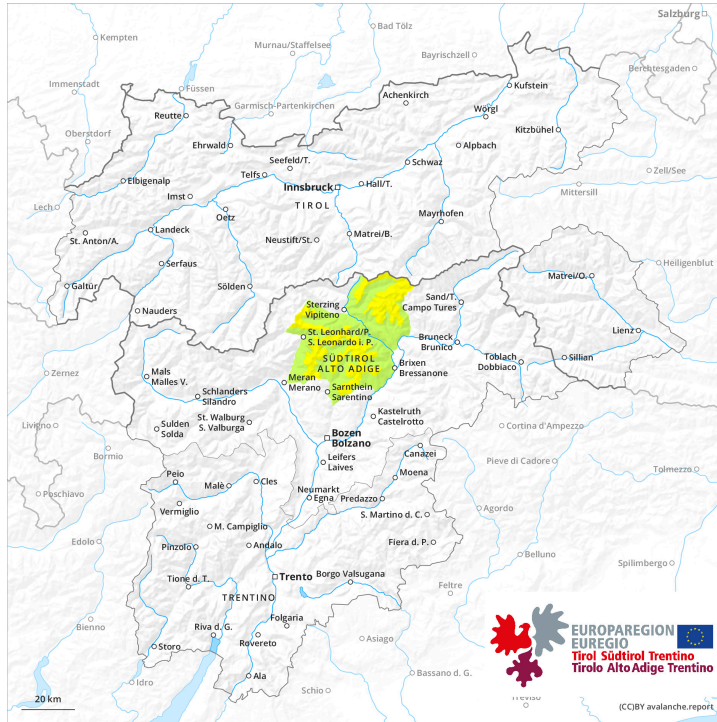 Salzburg
Kempten
Bad Tölz
Murnau/Staffelsee
Bayrischzell
Berchtesgaden
Immenstadt
Füssen
Achenkirch
Kufstein
Garmisch-Partenkirchen
Reutte
Wörgl
Oberstdorf
Kitzbühel
Ehrwald
Alpbach
Seefeld/T.
Schwaz
Zell/See
Telfs
Elbigenalp
Innsbruck
Hall/T.
Mittersill
Imst
TIROL
Lech
Oetz
Mayrhofen
Landeck
St. Anton/A.
Neustift/St.
Matrei/B.
Heiligenblut
Serfaus
Matrei/O.
Galtür
Sölden
Sand/T.
Campo Tures
Nauders
Sterzing
Vipiteno
Lienz
St. Leonhard/P.
S. Leonardo i. P.
Bruneck
Brunico
SÜDTIROL
ALTO ADIGE
Toblach
Dobbiaco
Sillian
Zernez
Mals
Malles V.
Meran
Merano
Brixen
Bressanone
Schlanders
Silandro
Sarnthein
Sarentino
St. Walburg
S. Valburga
Kastelruth
Castelrotto
Livigno
Sulden
Solda
Cortina d'Ampezzo
Bozen
Bolzano
Bormio
Canazei
Leifers
Laives
Pieve di Cadore
Moena
Tolmezzo
Peio
Cles
Malè
Neumarkt
Egna
Predazzo
Poschiavo
Vermiglio
Agordo
S. Martino d. C.
M. Campiglio
Edolo
Pinzolo
Andalo
Fiera d. P.
Belluno
Spilimbergo
Trento
Borgo Valsugana
Tione d. T.
Feltre
TRENTINO
Folgaria
Bienno
Riva d. G.
Rovereto
Asiago
Storo
Ala
Bassano d. G.
Idro
Schio
Treviso
EUROPAREGION
EUREGIO
Tirol Südtirol Trentino
Tirolo Alto Adige Trentino
20 km
(CC)BY avalanche.report